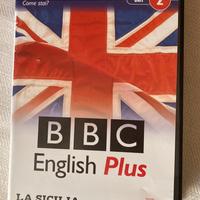 Come stai?
2
BBC
English Plus
LA SICILIA